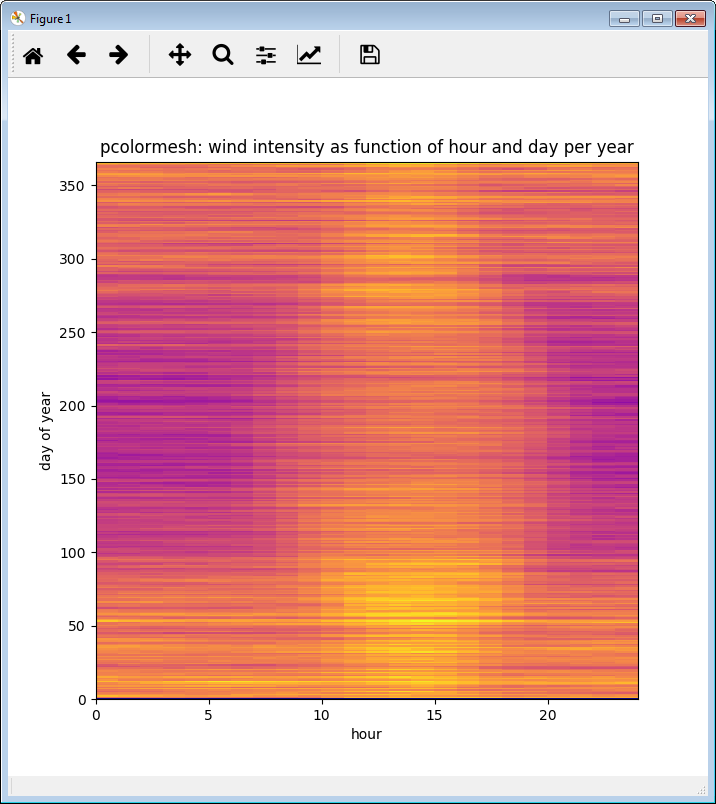 Figure 1
pcolormesh: wind intensity as function of hour and day per year
350
300
250
200
150
100
50
0
day of year
0 5 10 15 20
hour